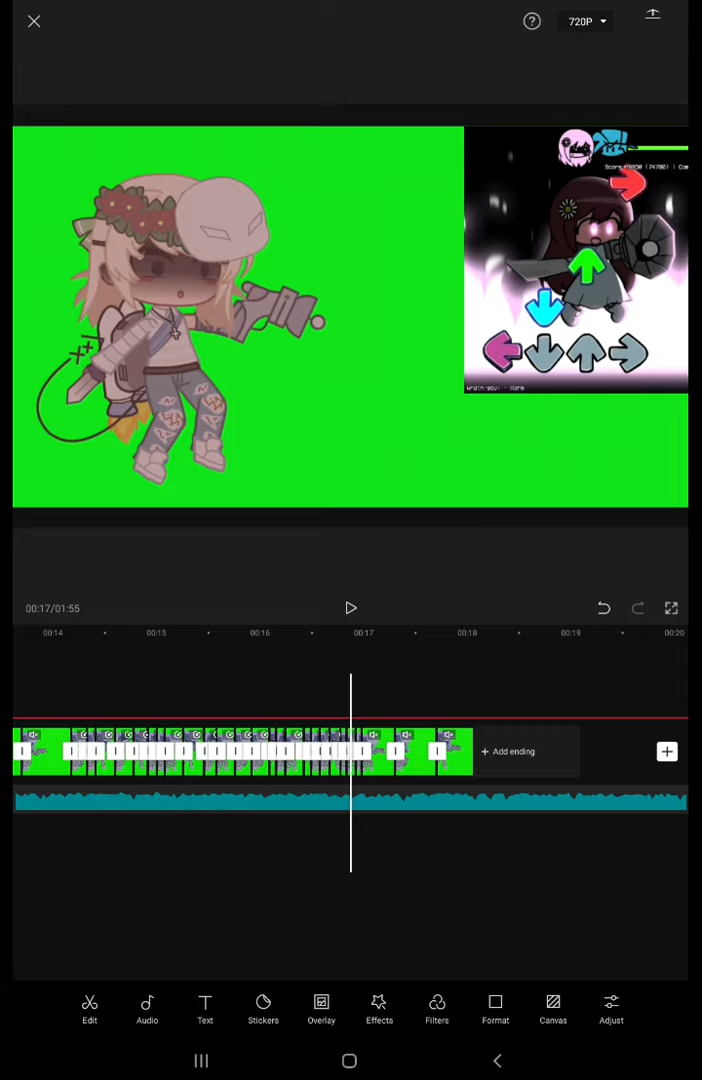 720P
00:17/01:55
00:14
00:15
00:16
00:17
00:18
00:19
00:20
+ Add ending
Edit
Audio
Text
Stickers
Overlay
Effects
Filters
Format
Canvas
Adjust